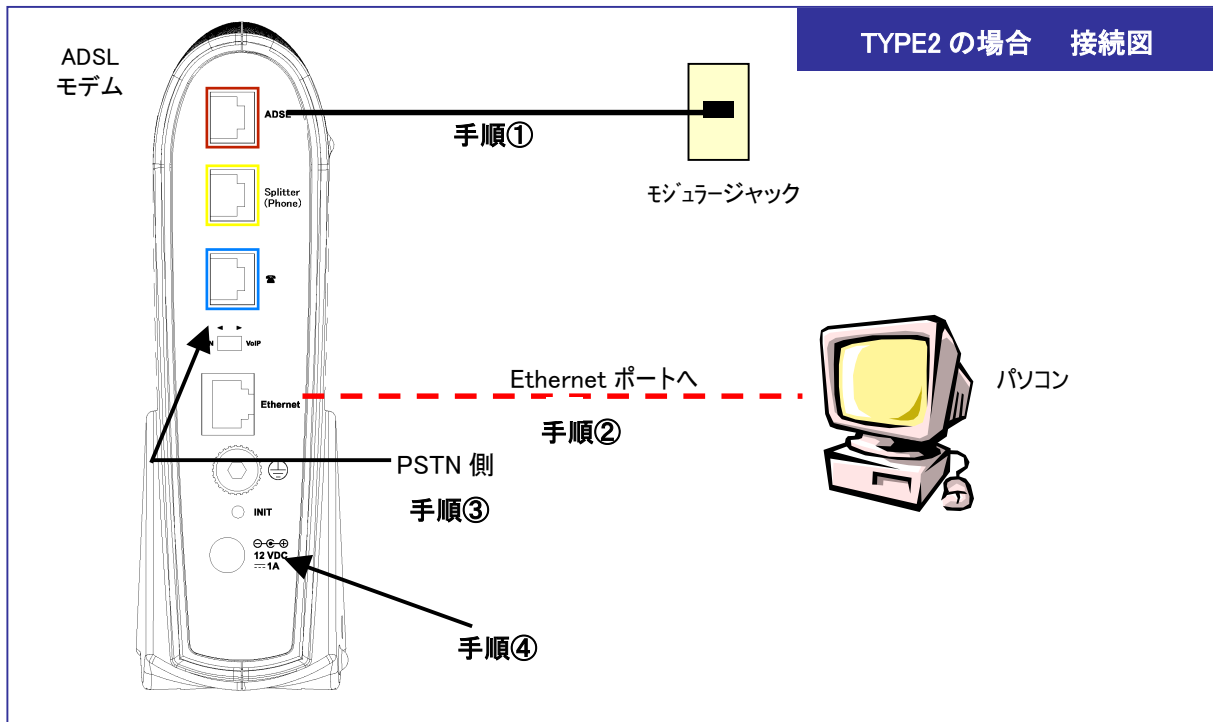 TYPE2 の場合 接続図
ADSL
モデム
ADSL
手順①
モジュラージャック
Splitter
(Phone)
☎
◄ ►
VoIP
Ethernet ポートへ
パソコン
Ethernet
手順②
PSTN 側
手順③
INIT
12 VDC
1A
手順④